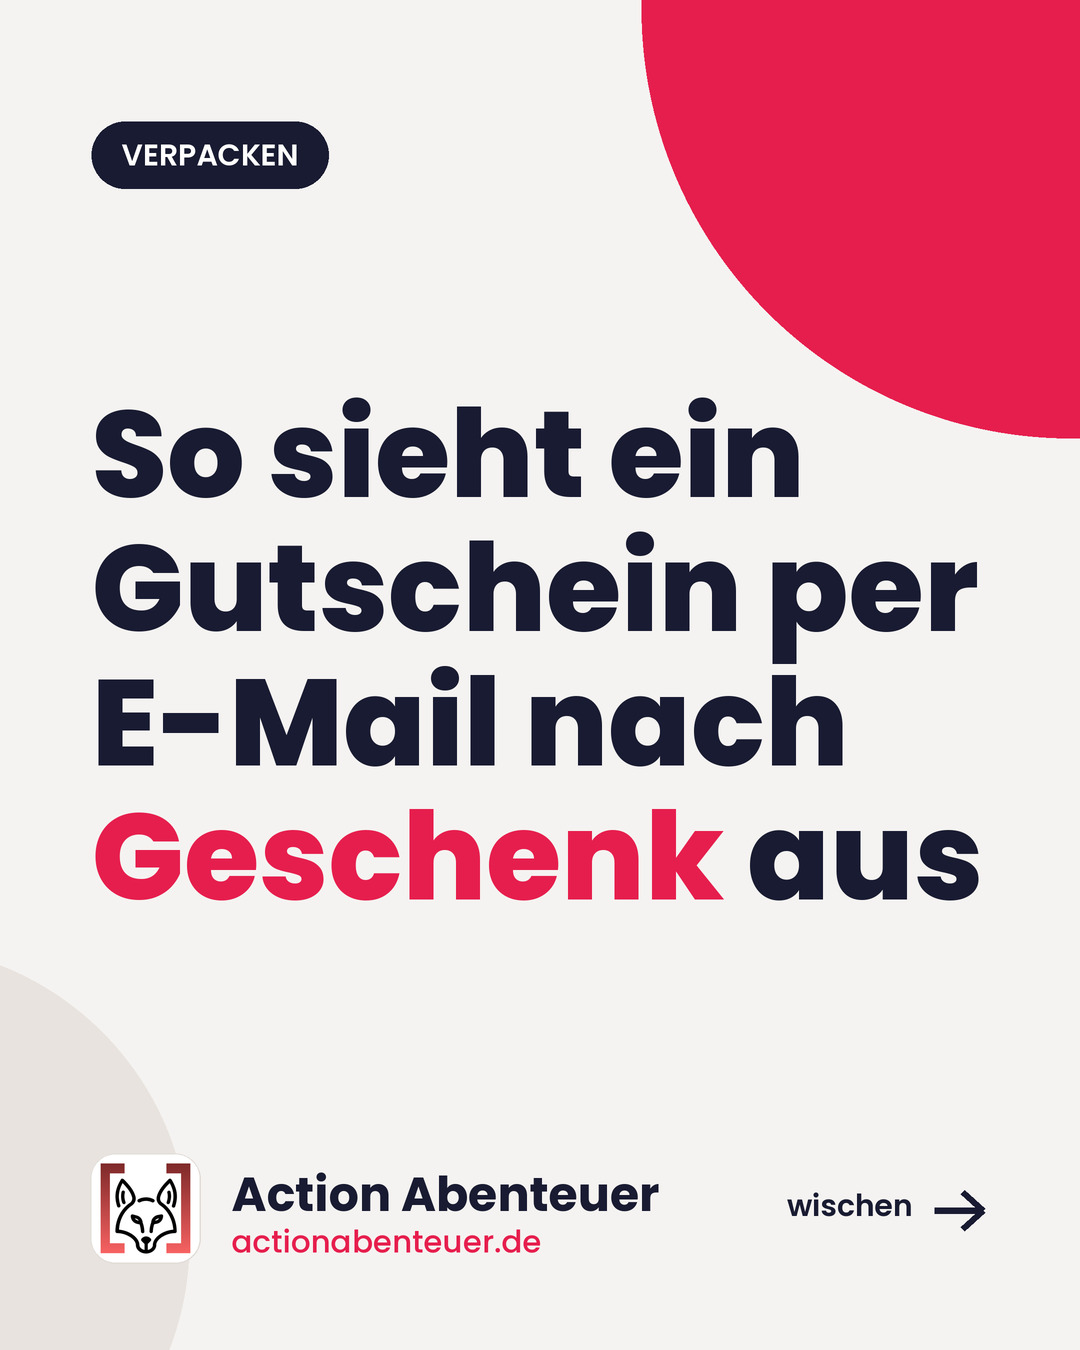 VERPACKEN
So sieht ein
Gutschein per
E-Mail nach
Geschenk aus
Action Abenteuer
actionabenteuer.de
wischen